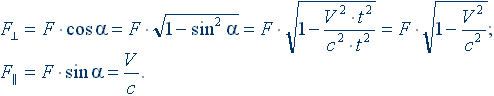 F⊥ = F · cos α = F · √(1 − sin² α) = F · √(1 − (V² · t²)/(c² · t²)) = F · √(1 − V²/c²);
F∥ = F · sin α = V/c.